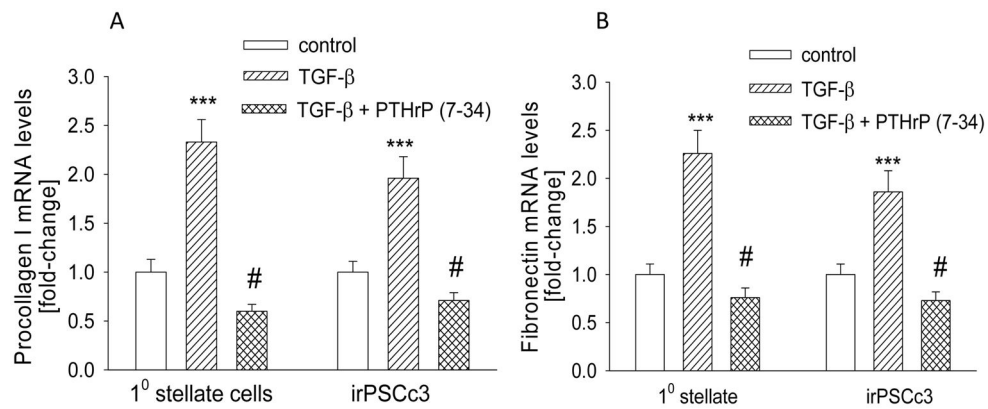 A
control
TGF-β
TGF-β + PTHrP (7-34)
Procollagen I mRNA levels
[fold-change]
3.0
2.5
2.0
1.5
1.0
0.5
0.0
***
#
***
#
1⁰ stellate cells
irPSCc3
B
control
TGF-β
TGF-β + PTHrP (7-34)
Fibronectin mRNA levels
[fold-change]
3.0
2.5
2.0
1.5
1.0
0.5
0.0
***
#
***
#
1⁰ stellate
irPSCc3